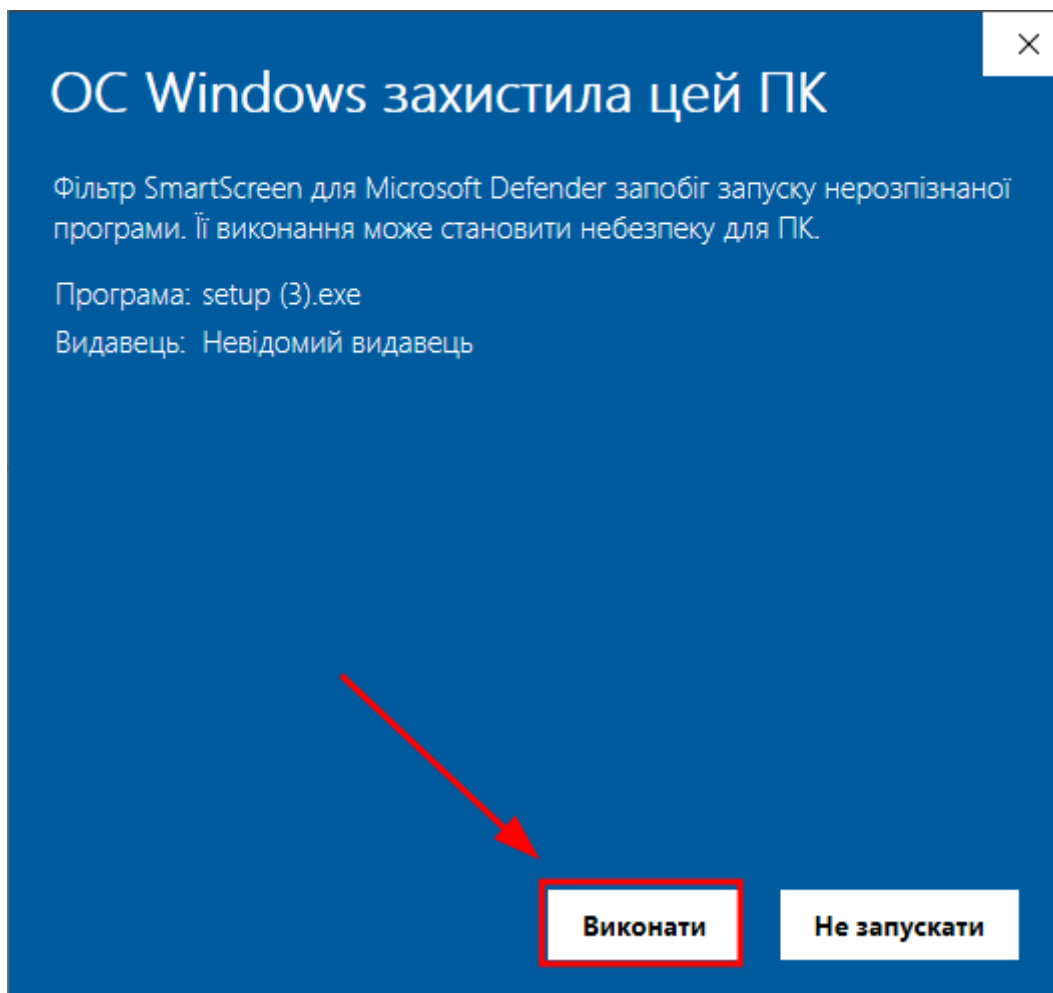 ОС Windows захистила цей ПК
Фільтр SmartScreen для Microsoft Defender запобіг запуску нерозпізнаної
програми. Її виконання може становити небезпеку для ПК.
Програма: setup (3).exe
Видавець: Невідомий видавець
Виконати
Не запускати